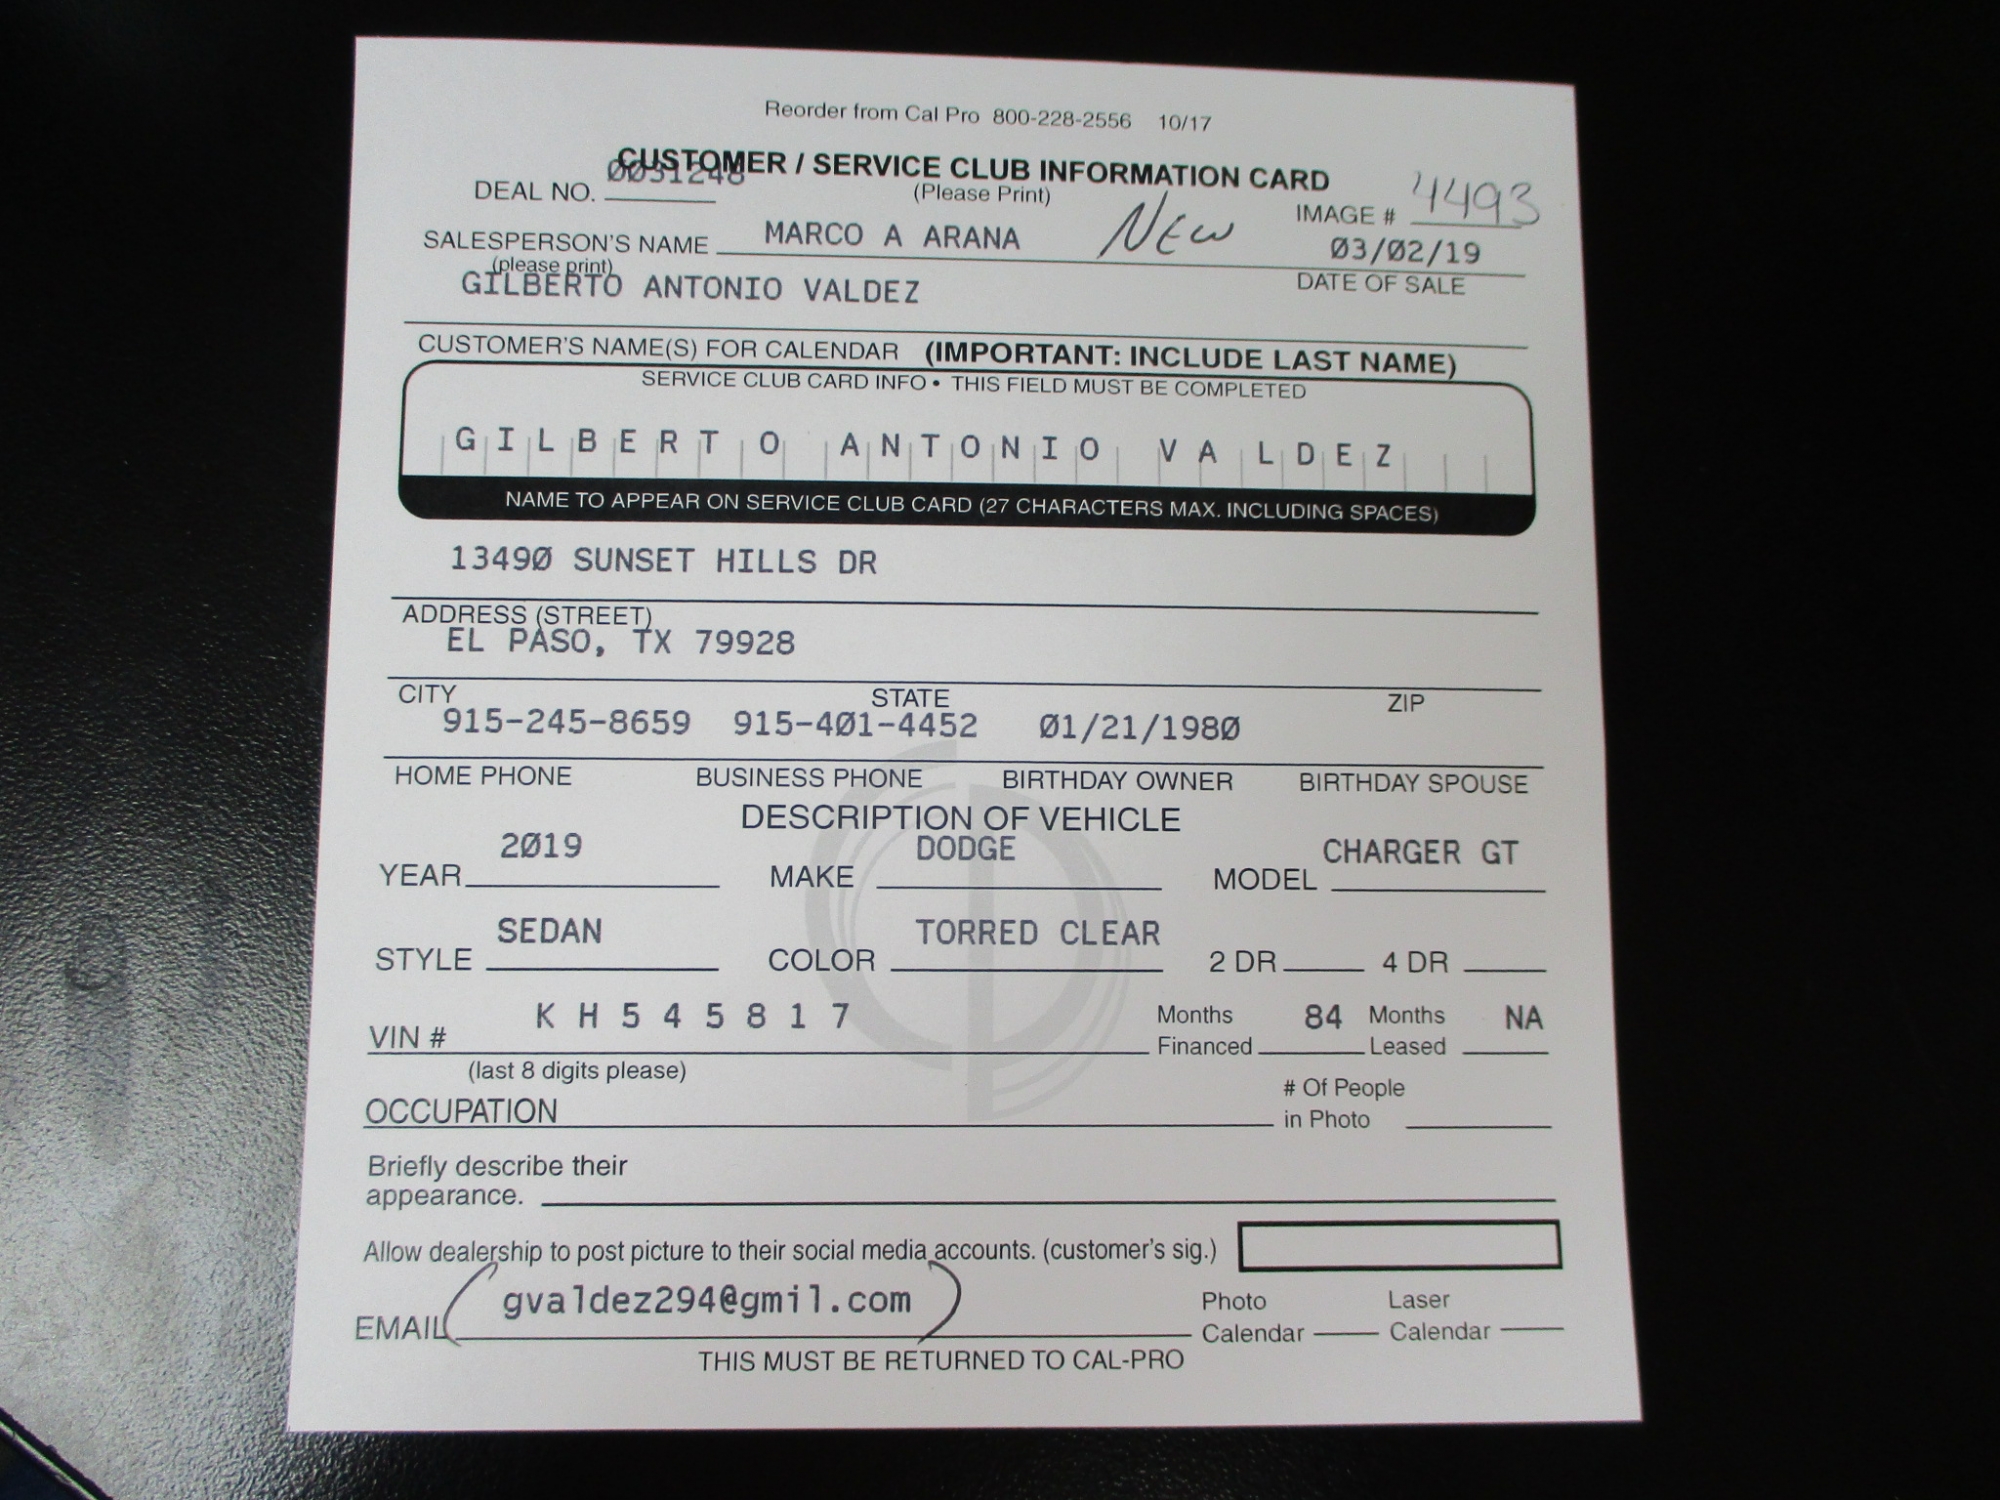 Reorder from Cal Pro 800-228-2556 10/17
CUSTOMER / SERVICE CLUB INFORMATION CARD
DEAL NO. 0031248 (Please Print) IMAGE # 4493
SALESPERSON'S NAME MARCO A ARANA NEW 03/02/19
(please print) DATE OF SALE
GILBERTO ANTONIO VALDEZ
CUSTOMER'S NAME(S) FOR CALENDAR (IMPORTANT: INCLUDE LAST NAME)
SERVICE CLUB CARD INFO • THIS FIELD MUST BE COMPLETED
GILBERTO ANTONIO VALDEZ
NAME TO APPEAR ON SERVICE CLUB CARD (27 CHARACTERS MAX. INCLUDING SPACES)
13490 SUNSET HILLS DR
ADDRESS (STREET)
EL PASO, TX 79928
CITY STATE ZIP
915-245-8659 915-401-4452 01/21/1980
HOME PHONE BUSINESS PHONE BIRTHDAY OWNER BIRTHDAY SPOUSE
DESCRIPTION OF VEHICLE
YEAR 2019 MAKE DODGE MODEL CHARGER GT
STYLE SEDAN COLOR TORRED CLEAR 2 DR 4 DR
VIN # KH545817 Months Financed 84 Months Leased NA
(last 8 digits please)
OCCUPATION # Of People in Photo
Briefly describe their
appearance.
Allow dealership to post picture to their social media accounts. (customer's sig.)
EMAIL (gvaldez294@gmil.com) Photo Calendar Laser Calendar
THIS MUST BE RETURNED TO CAL-PRO